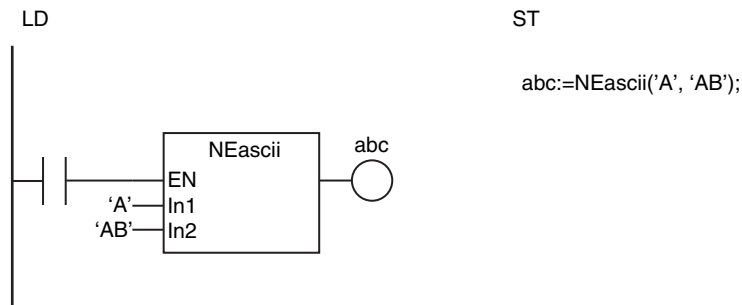 LD
ST
abc:=NEascii('A', ‘AB’);
NEascii
abc
EN
‘A’ In1
‘AB’ In2